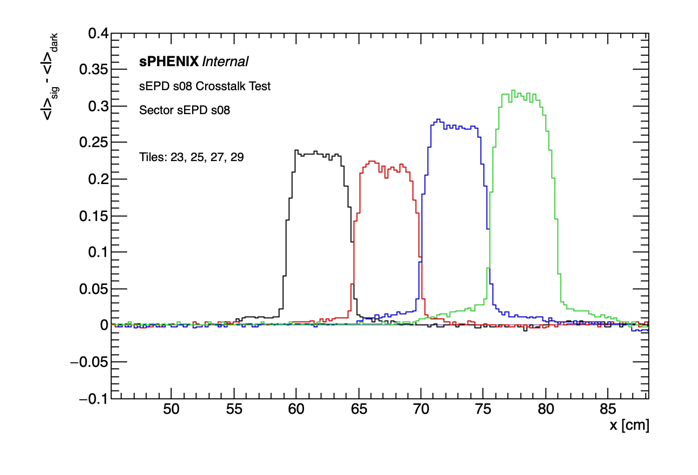 0.4
0.35
0.3
0.25
0.2
0.15
0.1
0.05
0
−0.05
−0.1
<I>sig - <I>dark
sPHENIX Internal
sEPD s08 Crosstalk Test
Sector sEPD s08
Tiles: 23, 25, 27, 29
50 55 60 65 70 75 80 85
x [cm]